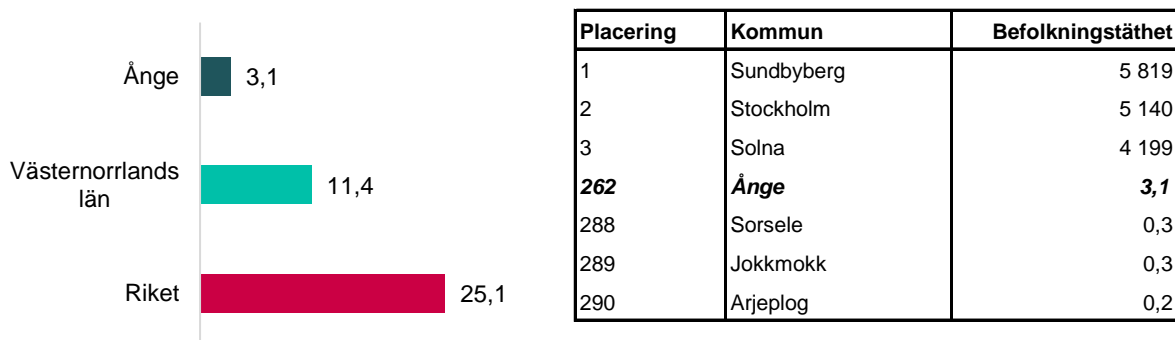 Ånge 3,1
Västernorrlands
län 11,4
Riket 25,1
Placering Kommun Befolkningstäthet
1 Sundbyberg 5 819
2 Stockholm 5 140
3 Solna 4 199
262 Ånge 3,1
288 Sorsele 0,3
289 Jokkmokk 0,3
290 Arjeplog 0,2